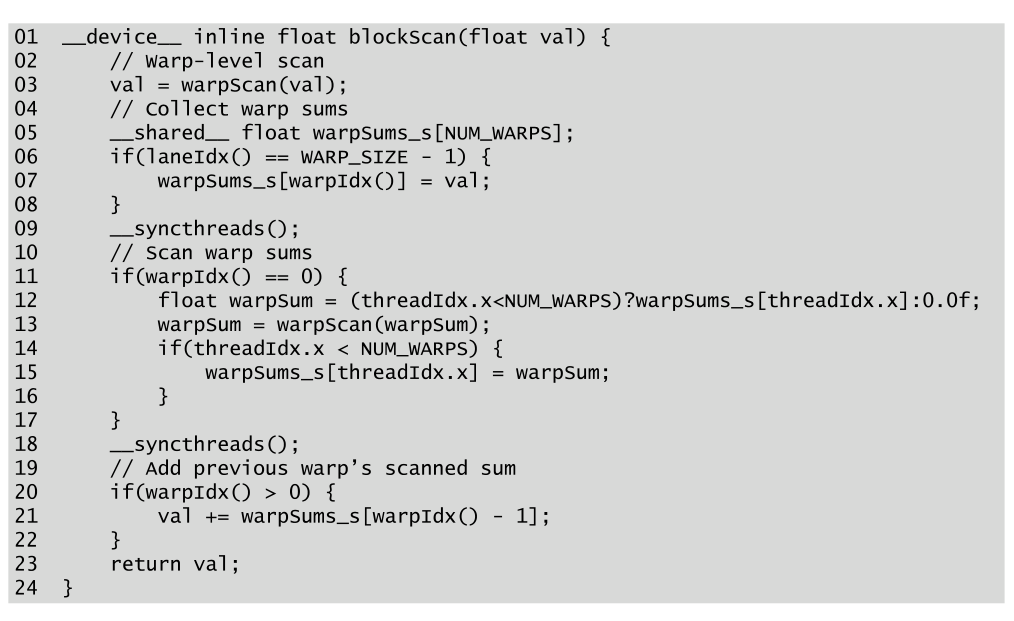 01 __device__ inline float blockScan(float val) {
02     // Warp-level scan
03     val = warpScan(val);
04     // Collect warp sums
05     __shared__ float warpSums_s[NUM_WARPS];
06     if(laneIdx() == WARP_SIZE - 1) {
07         warpSums_s[warpIdx()] = val;
08     }
09     __syncthreads();
10     // Scan warp sums
11     if(warpIdx() == 0) {
12         float warpSum = (threadIdx.x<NUM_WARPS)?warpSums_s[threadIdx.x]:0.0f;
13         warpSum = warpScan(warpSum);
14         if(threadIdx.x < NUM_WARPS) {
15             warpSums_s[threadIdx.x] = warpSum;
16         }
17     }
18     __syncthreads();
19     // Add previous warp’s scanned sum
20     if(warpIdx() > 0) {
21         val += warpSums_s[warpIdx() - 1];
22     }
23     return val;
24 }